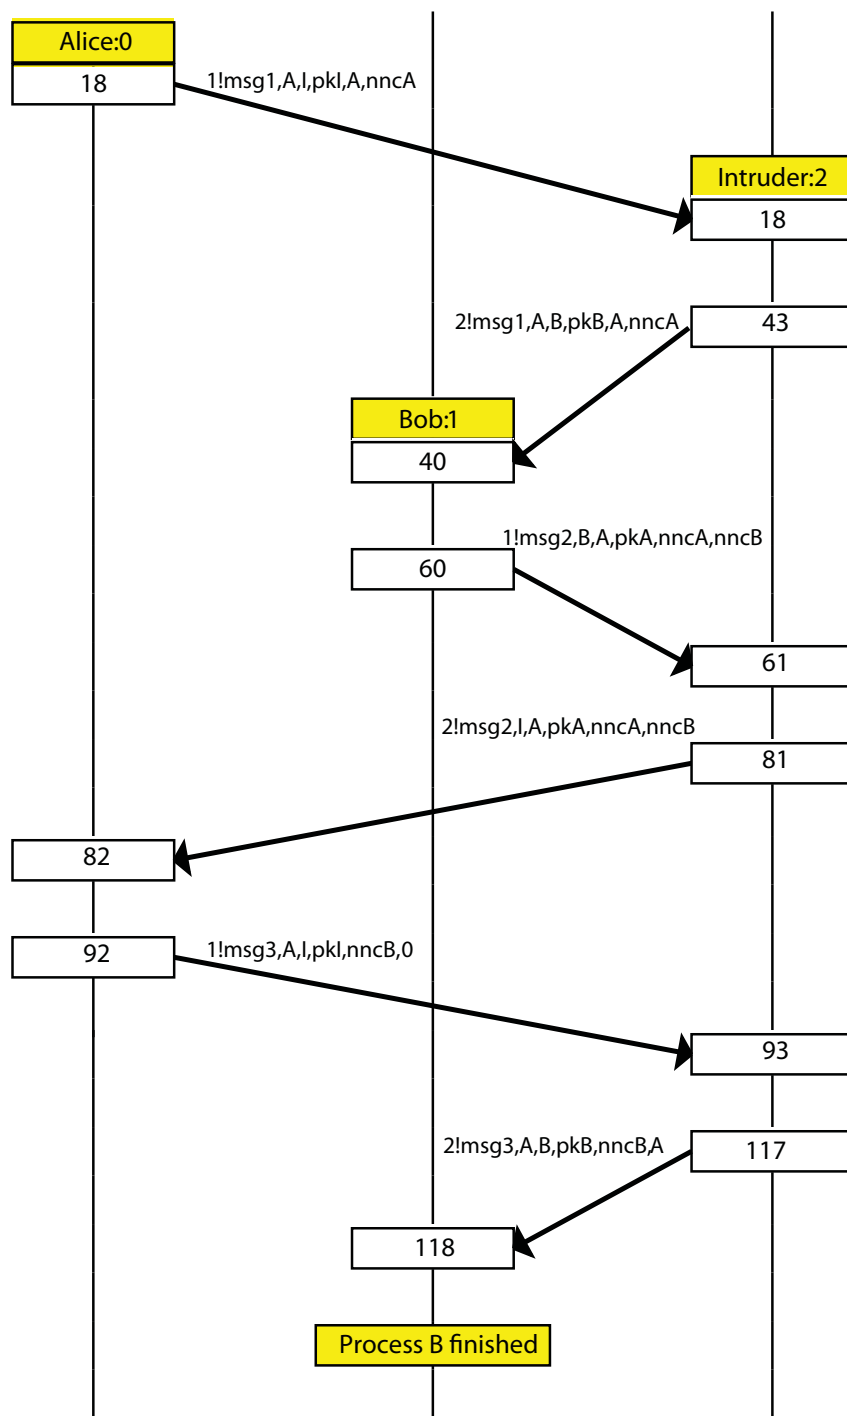 Alice:0
18
1!msg1,A,I,pkI,A,nncA
Intruder:2
18
2!msg1,A,B,pkB,A,nncA
43
Bob:1
40
1!msg2,B,A,pkA,nncA,nncB
60
61
2!msg2,I,A,pkA,nncA,nncB
81
82
92
1!msg3,A,I,pkI,nncB,0
93
2!msg3,A,B,pkB,nncB,A
117
118
Process B finished